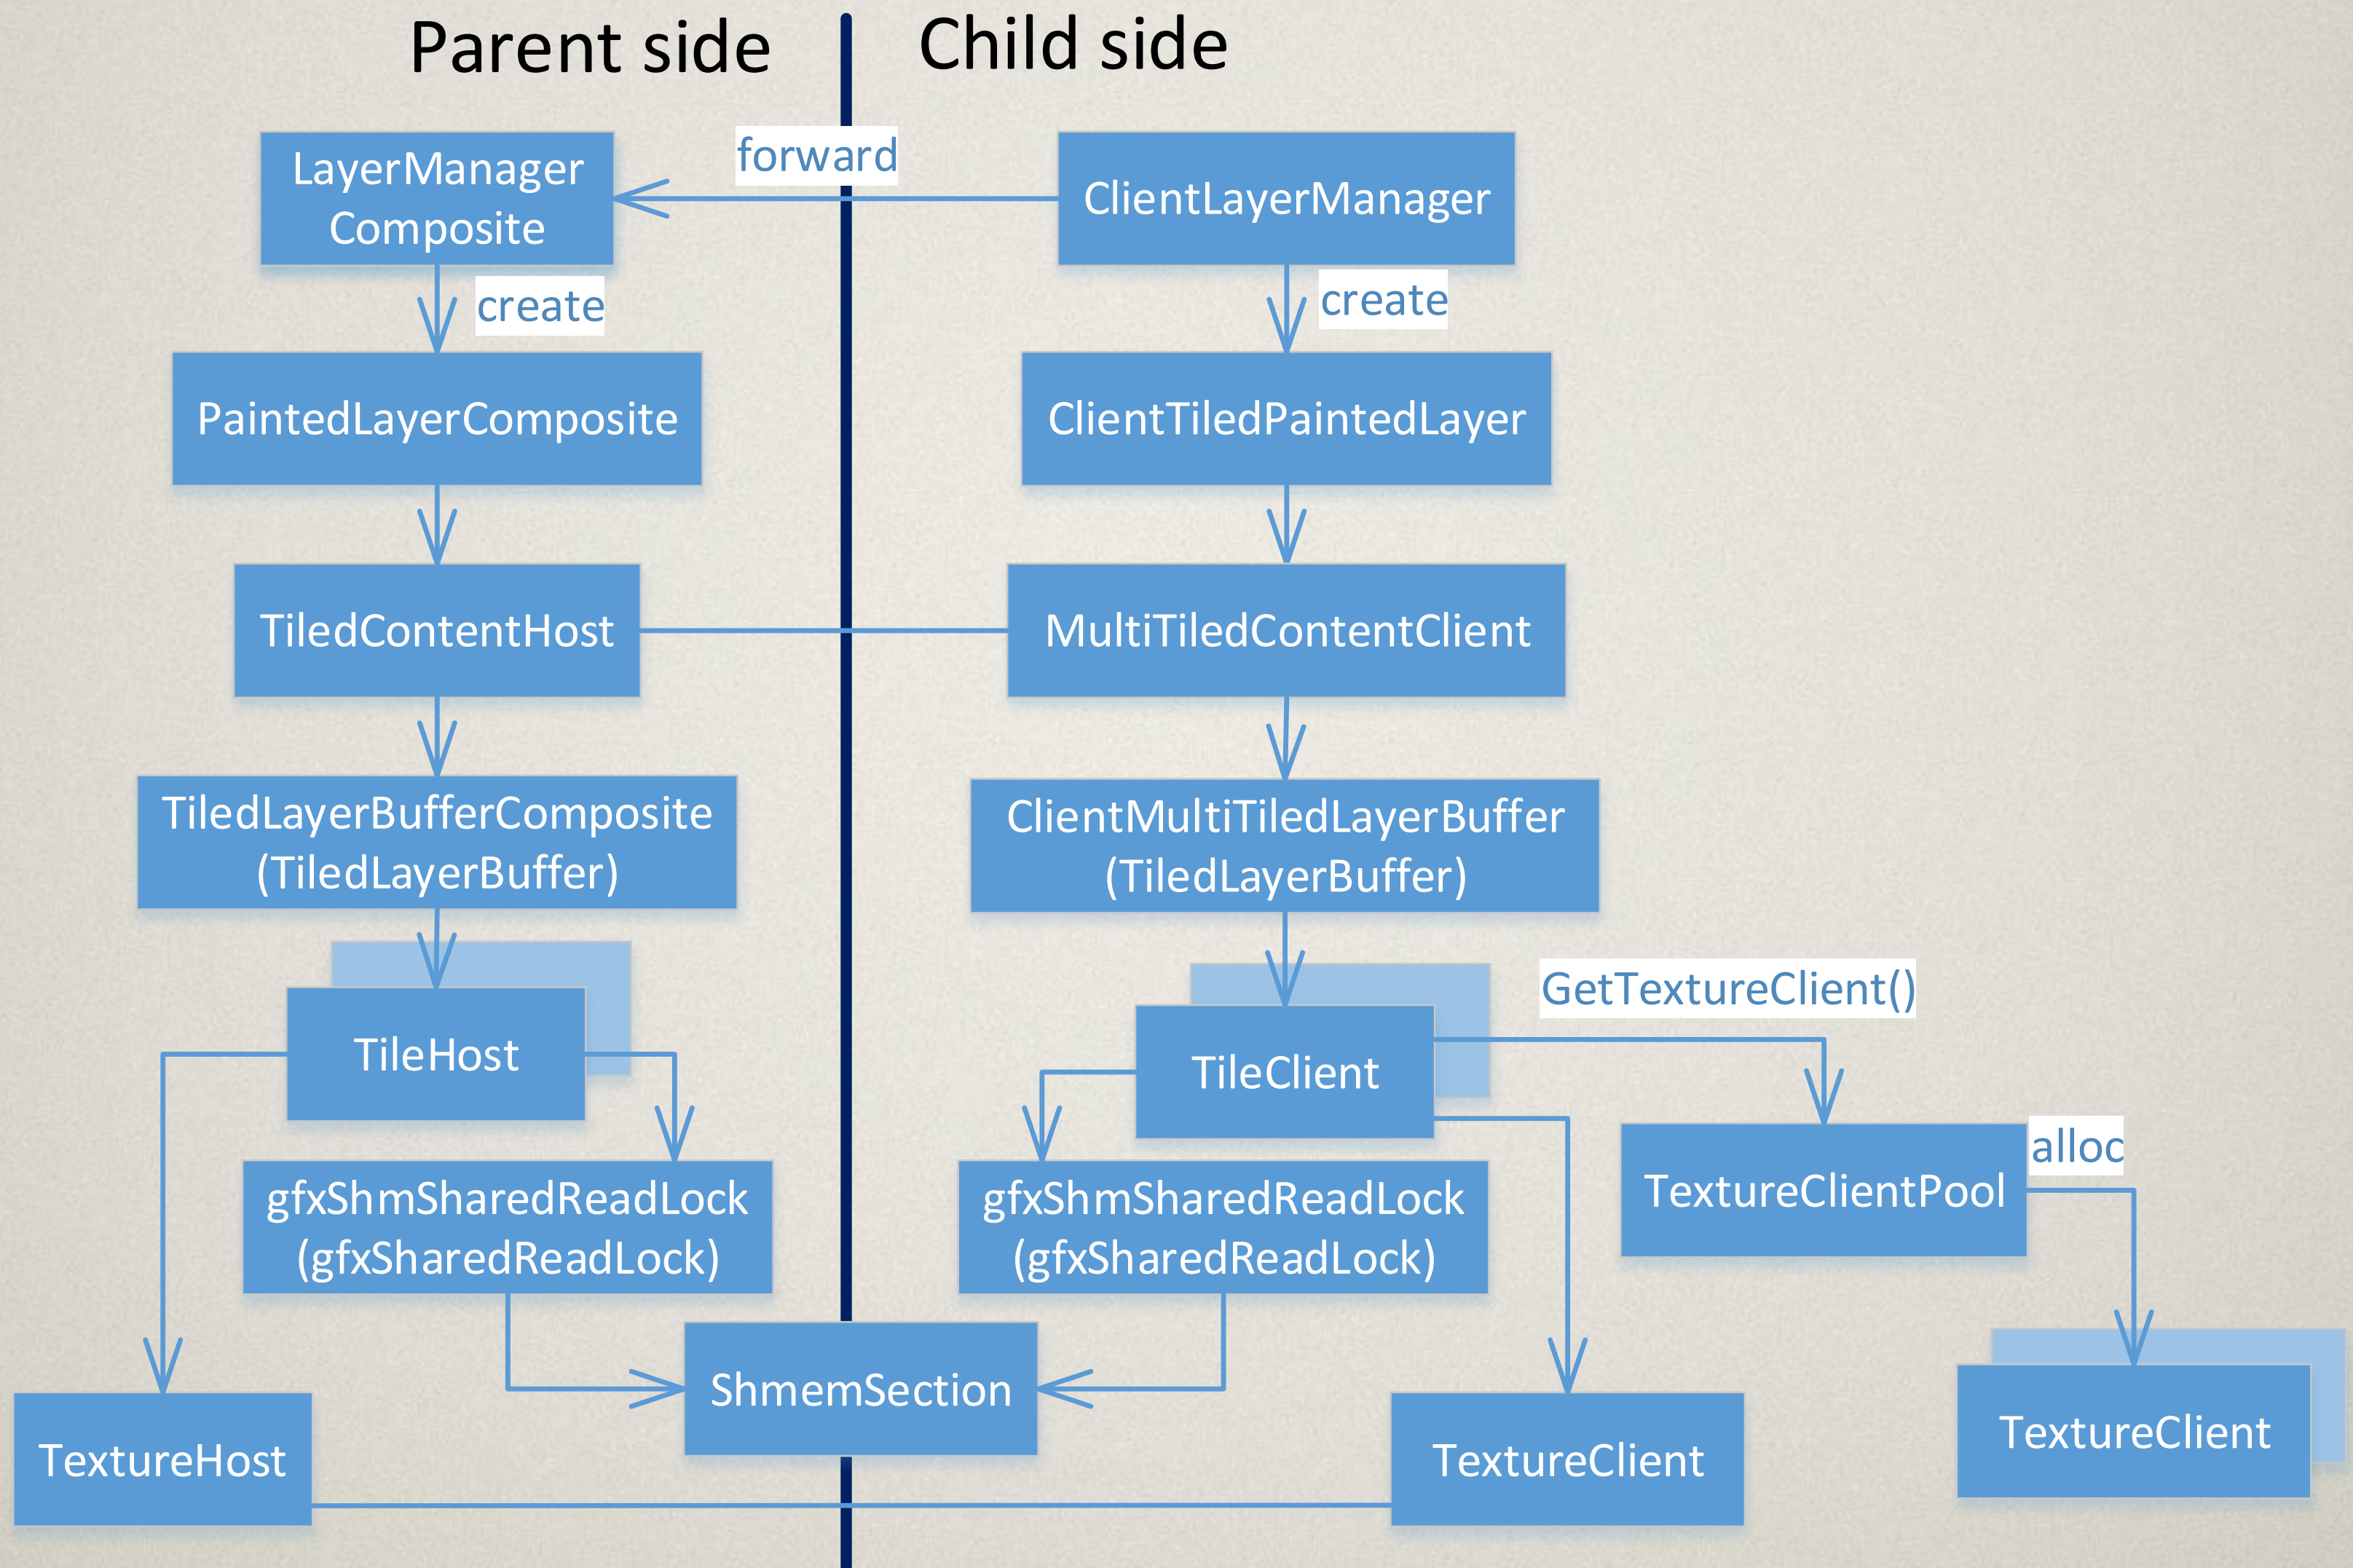 Parent side
Child side
LayerManager
Composite
forward
ClientLayerManager
create
create
PaintedLayerComposite
ClientTiledPaintedLayer
TiledContentHost
MultiTiledContentClient
TiledLayerBufferComposite
(TiledLayerBuffer)
ClientMultiTiledLayerBuffer
(TiledLayerBuffer)
GetTextureClient()
TileHost
TileClient
alloc
gfxShmSharedReadLock
(gfxSharedReadLock)
gfxShmSharedReadLock
(gfxSharedReadLock)
TextureClientPool
ShmemSection
TextureHost
TextureClient
TextureClient